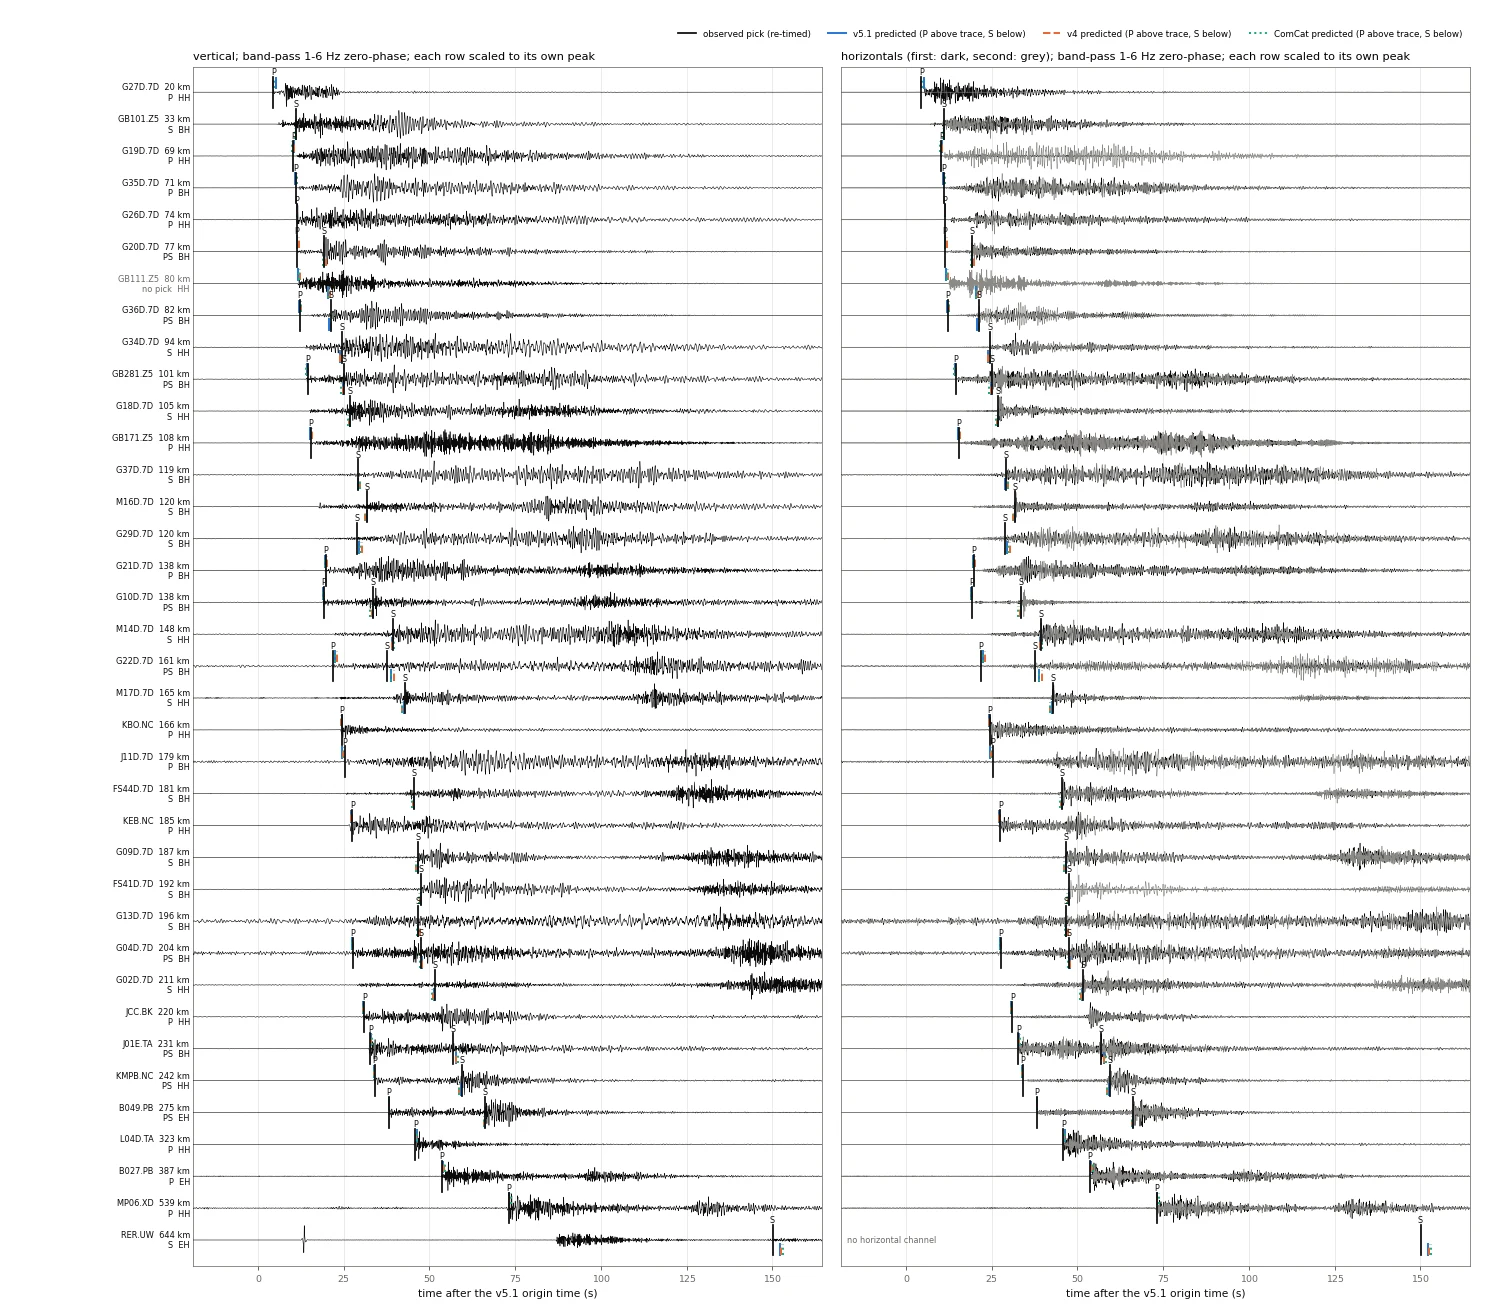 observed pick (re-timed)
v5.1 predicted (P above trace, S below)
v4 predicted (P above trace, S below)
ComCat predicted (P above trace, S below)
vertical; band-pass 1-6 Hz zero-phase; each row scaled to its own peak
horizontals (first: dark, second: grey); band-pass 1-6 Hz zero-phase; each row scaled to its own peak
G27D.7D 20 km
P HH
GB101.Z5 33 km
S BH
G19D.7D 69 km
P HH
G35D.7D 71 km
P BH
G26D.7D 74 km
P HH
G20D.7D 77 km
PS BH
GB111.Z5 80 km
no pick HH
G36D.7D 82 km
PS BH
G34D.7D 94 km
S HH
GB281.Z5 101 km
PS BH
G18D.7D 105 km
S HH
GB171.Z5 108 km
P HH
G37D.7D 119 km
S BH
M16D.7D 120 km
S BH
G29D.7D 120 km
S BH
G21D.7D 138 km
P BH
G10D.7D 138 km
PS BH
M14D.7D 148 km
S HH
G22D.7D 161 km
PS BH
M17D.7D 165 km
S HH
KBO.NC 166 km
P HH
J11D.7D 179 km
P BH
FS44D.7D 181 km
S BH
KEB.NC 185 km
P HH
G09D.7D 187 km
S BH
FS41D.7D 192 km
S BH
G13D.7D 196 km
S BH
G04D.7D 204 km
PS BH
G02D.7D 211 km
S HH
JCC.BK 220 km
P HH
J01E.TA 231 km
PS BH
KMPB.NC 242 km
PS HH
B049.PB 275 km
PS EH
L04D.TA 323 km
P HH
B027.PB 387 km
P EH
MP06.XD 539 km
P HH
RER.UW 644 km
S EH
no horizontal channel
0 25 50 75 100 125 150
0 25 50 75 100 125 150
time after the v5.1 origin time (s)
time after the v5.1 origin time (s)